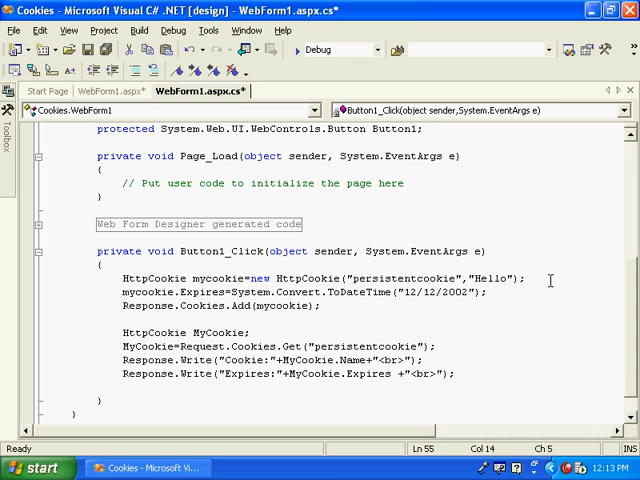 Cookies - Microsoft Visual C# .NET [design] - WebForm1.aspx.cs*
File Edit View Project Build Debug Tools Window Help
Debug
Start Page WebForm1.aspx* WebForm1.aspx.cs*
Cookies.WebForm1 Button1_Click(object sender,System.EventArgs e)
Toolbox
protected System.Web.UI.WebControls.Button Button1;
private void Page_Load(object sender, System.EventArgs e)
{
// Put user code to initialize the page here
}
Web Form Designer generated code
private void Button1_Click(object sender, System.EventArgs e)
{
HttpCookie mycookie=new HttpCookie("persistentcookie","Hello");
mycookie.Expires=System.Convert.ToDateTime("12/12/2002");
Response.Cookies.Add(mycookie);
HttpCookie MyCookie;
MyCookie=Request.Cookies.Get("persistentcookie");
Response.Write("Cookie:"+MyCookie.Name+"<br>");
Response.Write("Expires:"+MyCookie.Expires +"<br>");
}
}
Ready Ln 55 Col 14 Ch 5 INS
start Cookies - Microsoft Vi... 12:13 PM